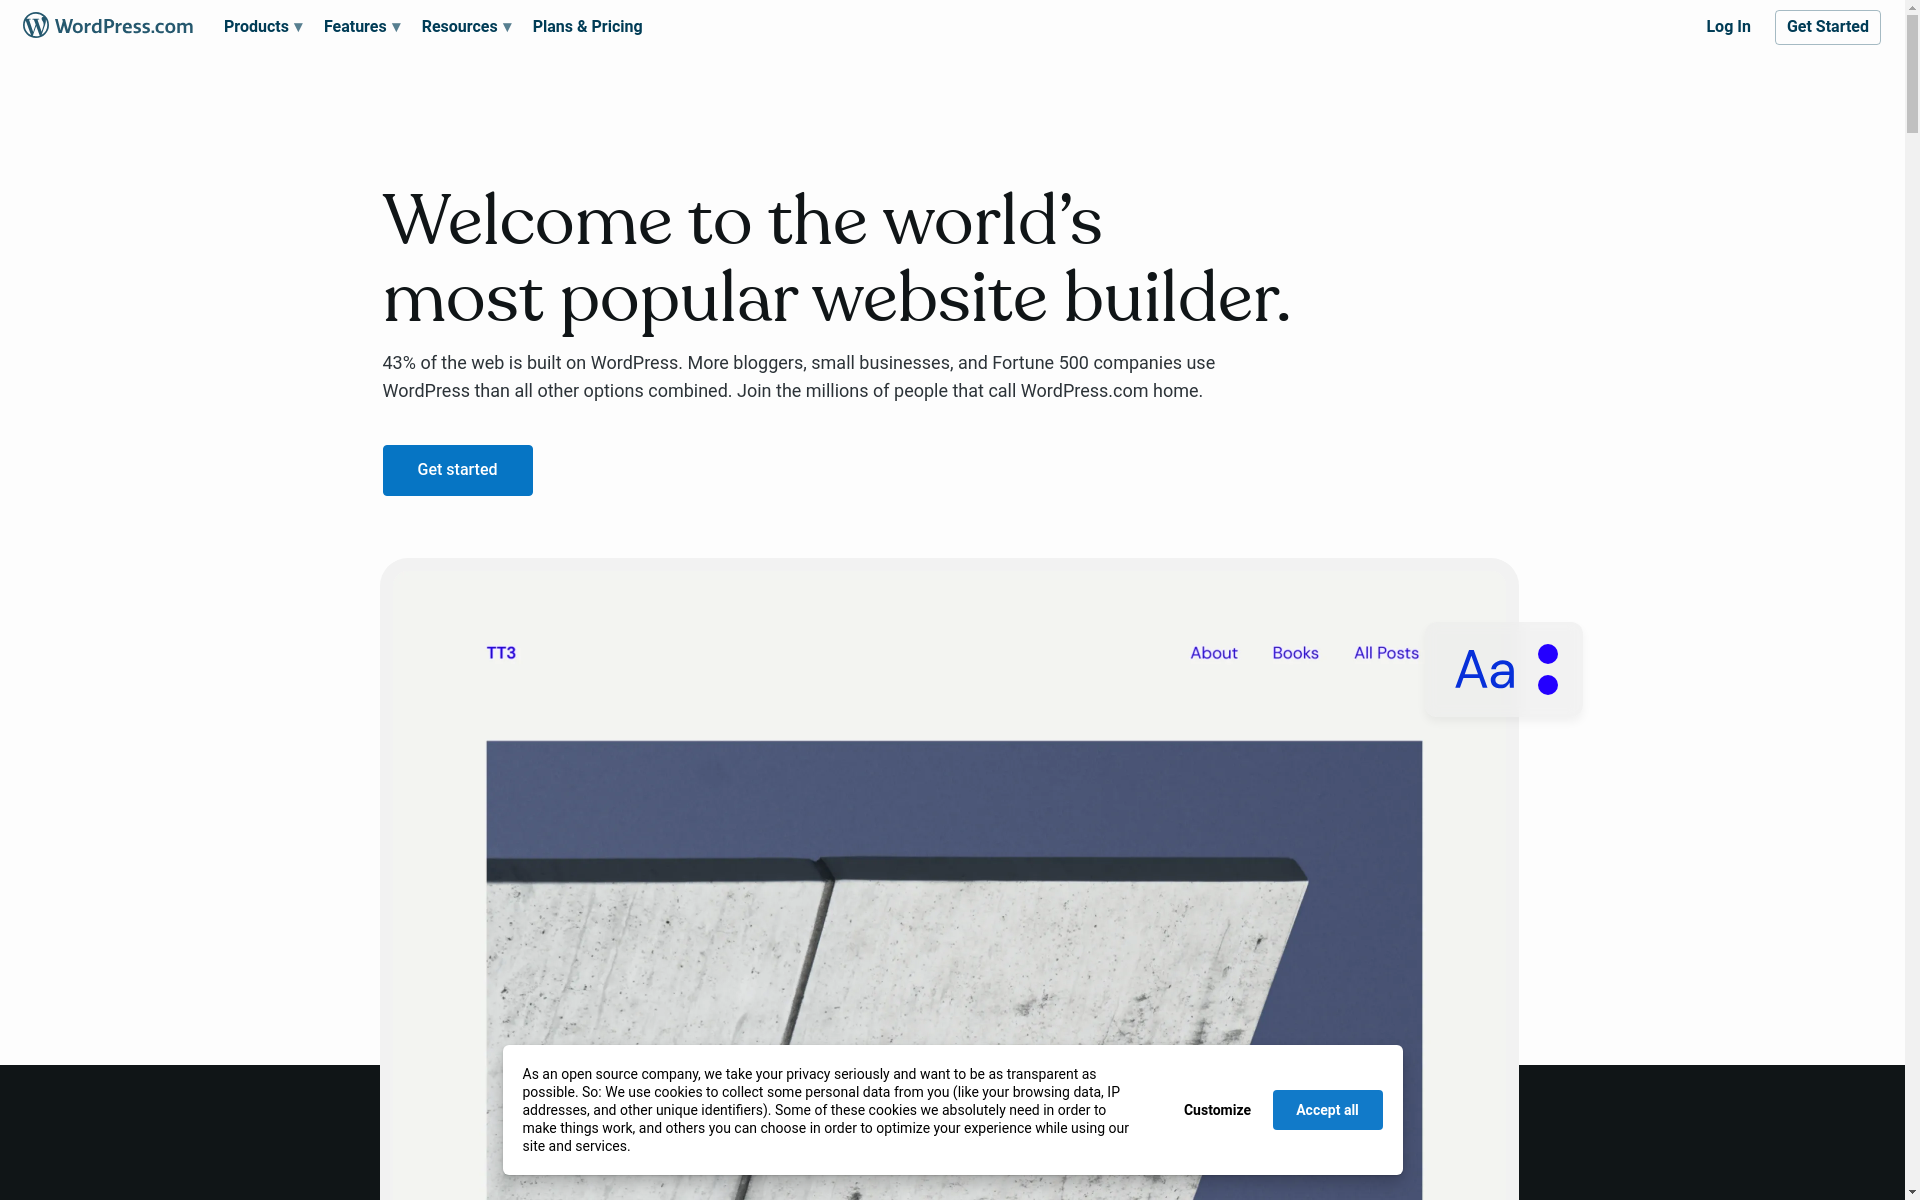 WordPress.com
Products ▾
Features ▾
Resources ▾
Plans & Pricing
Log In
Get Started
Welcome to the world’s
most popular website builder.
43% of the web is built on WordPress. More bloggers, small businesses, and Fortune 500 companies use
WordPress than all other options combined. Join the millions of people that call WordPress.com home.
Get started
TT3
About
Books
All Posts
Aa
As an open source company, we take your privacy seriously and want to be as transparent as
possible. So: We use cookies to collect some personal data from you (like your browsing data, IP
addresses, and other unique identifiers). Some of these cookies we absolutely need in order to
make things work, and others you can choose in order to optimize your experience while using our
site and services.
Customize
Accept all